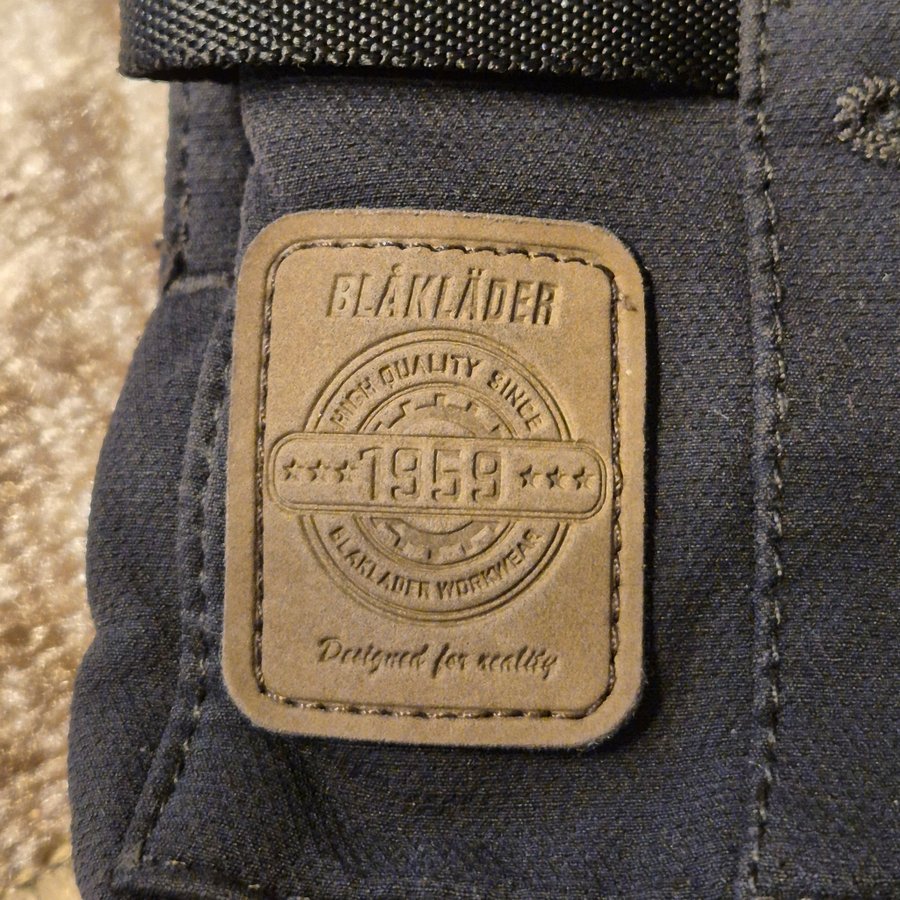 BLÅKLÄDER
HIGH QUALITY SINCE
1959
BLÅKLÄDER WORKWEAR
Designed for reality